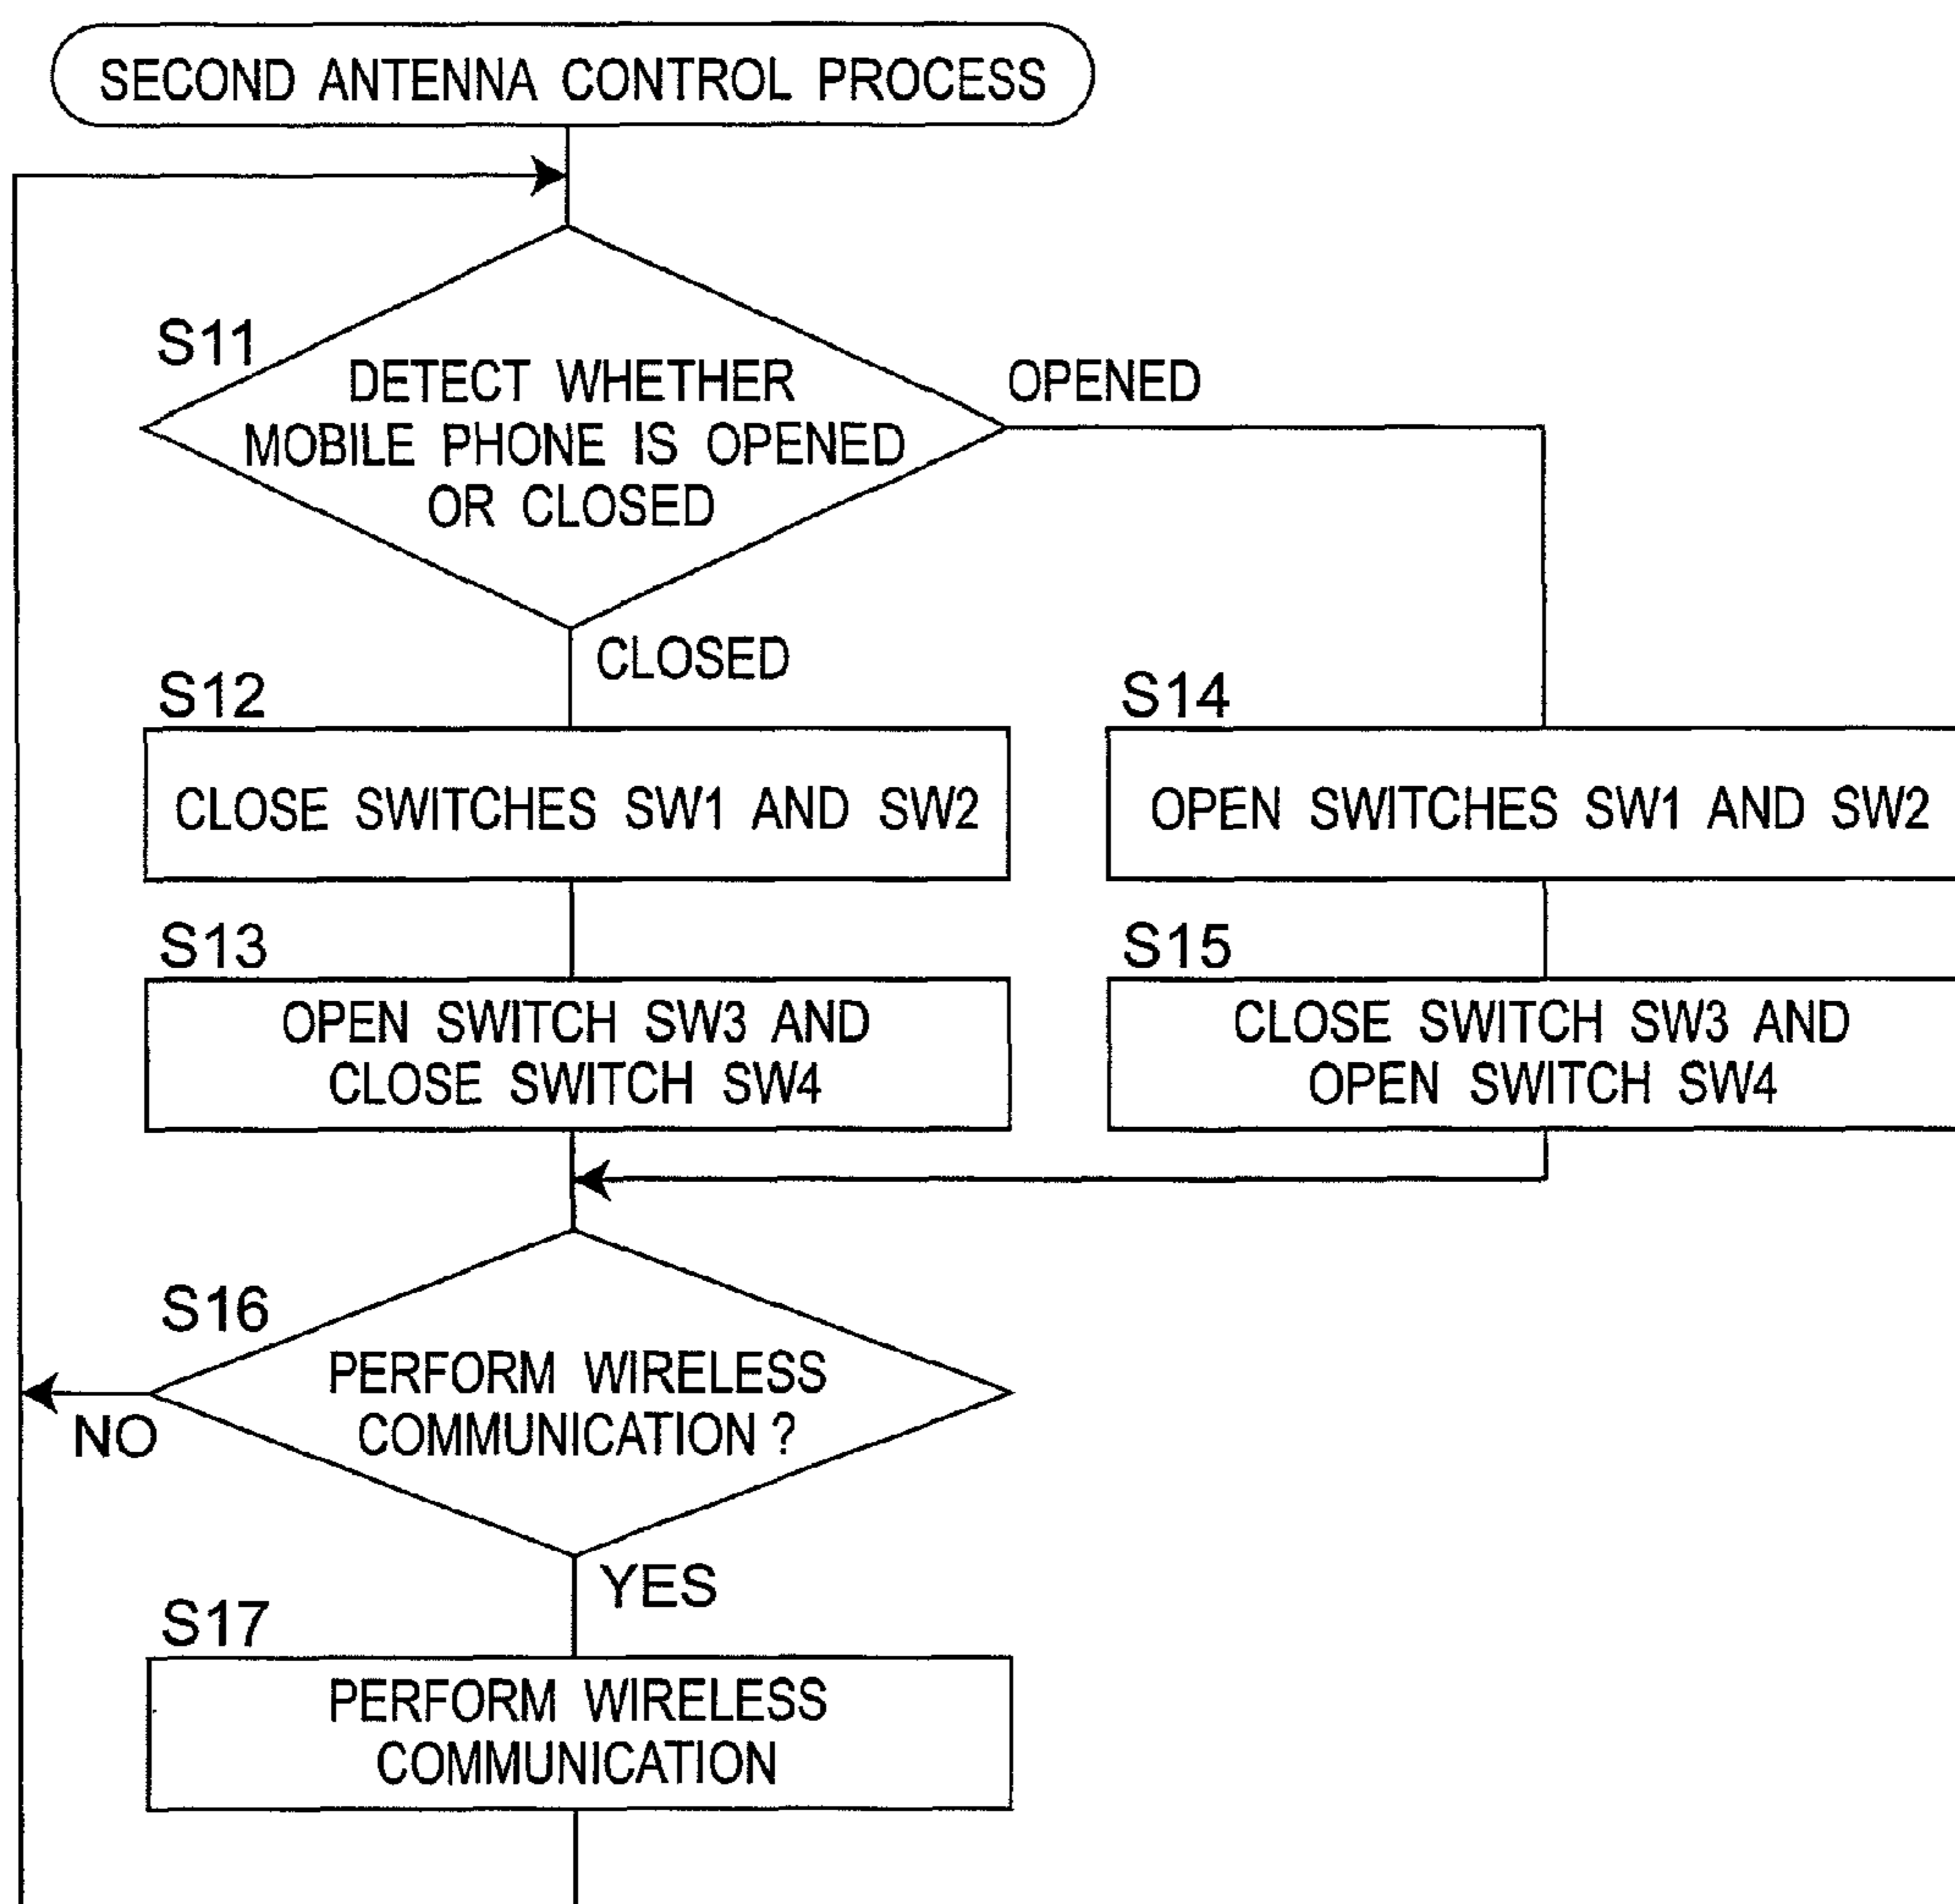 SECOND ANTENNA CONTROL PROCESS
S11
DETECT WHETHER
MOBILE PHONE IS OPENED
OR CLOSED
OPENED
CLOSED
S12
CLOSE SWITCHES SW1 AND SW2
S14
OPEN SWITCHES SW1 AND SW2
S13
OPEN SWITCH SW3 AND
CLOSE SWITCH SW4
S15
CLOSE SWITCH SW3 AND
OPEN SWITCH SW4
S16
PERFORM WIRELESS
COMMUNICATION ?
NO
YES
S17
PERFORM WIRELESS
COMMUNICATION